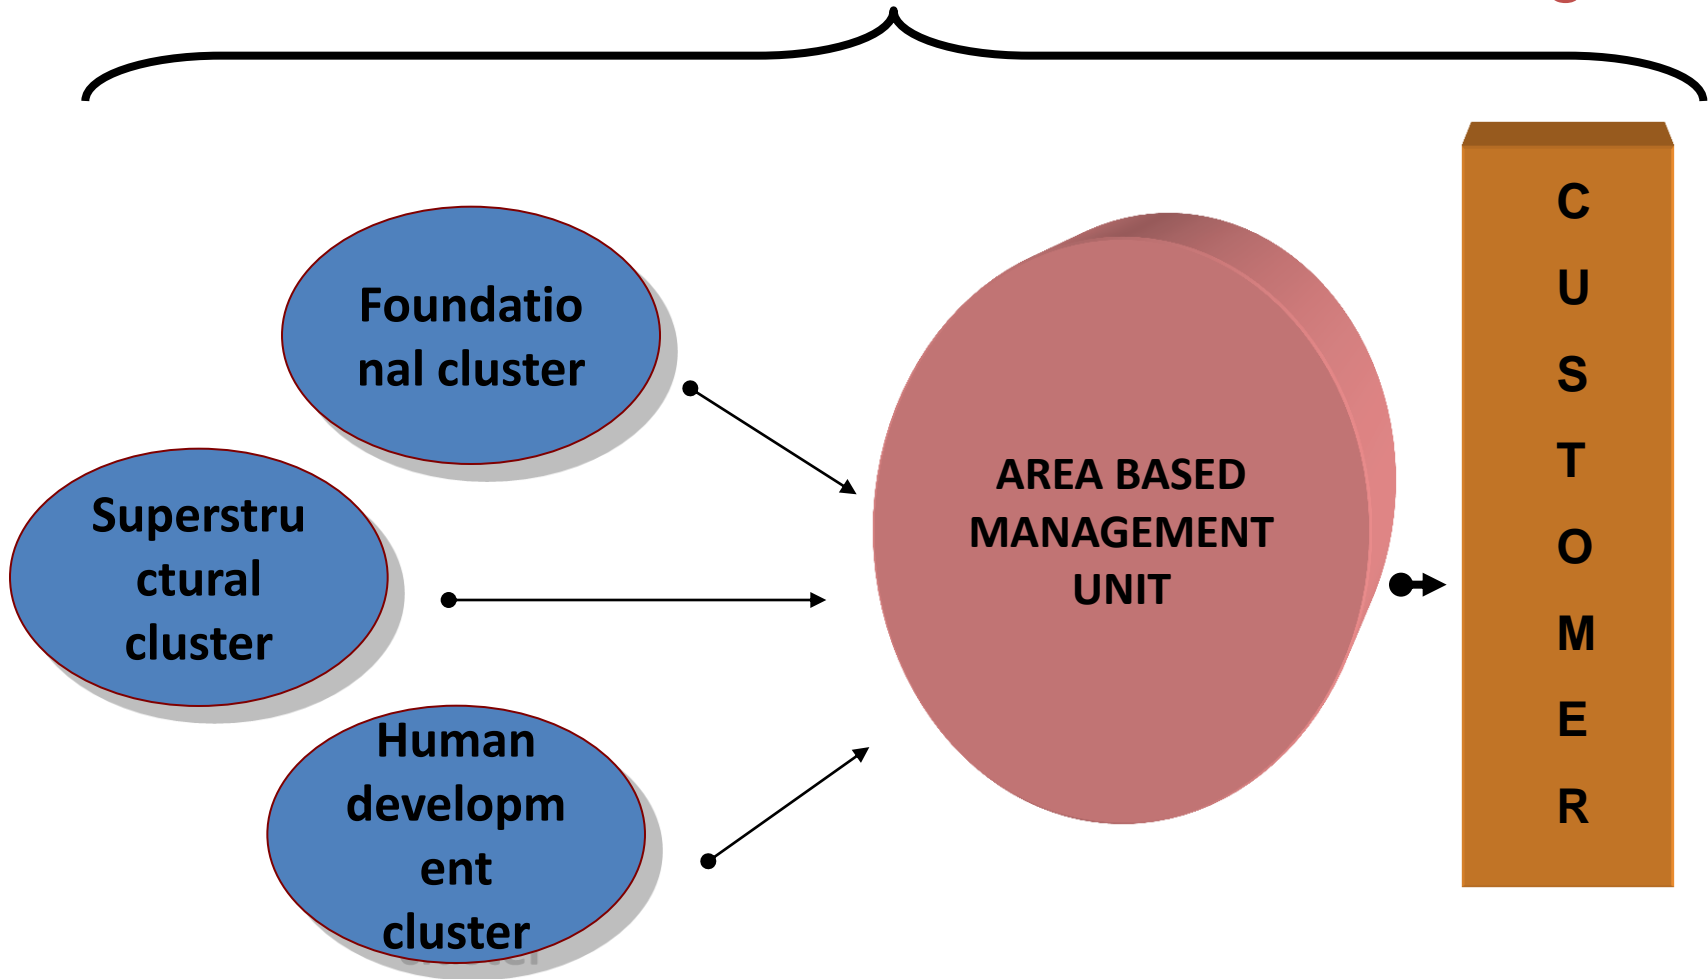 Foundatio
nal cluster
Superstru
ctural
cluster
Human
developm
ent
cluster
AREA BASED
MANAGEMENT
UNIT
C
U
S
T
O
M
E
R